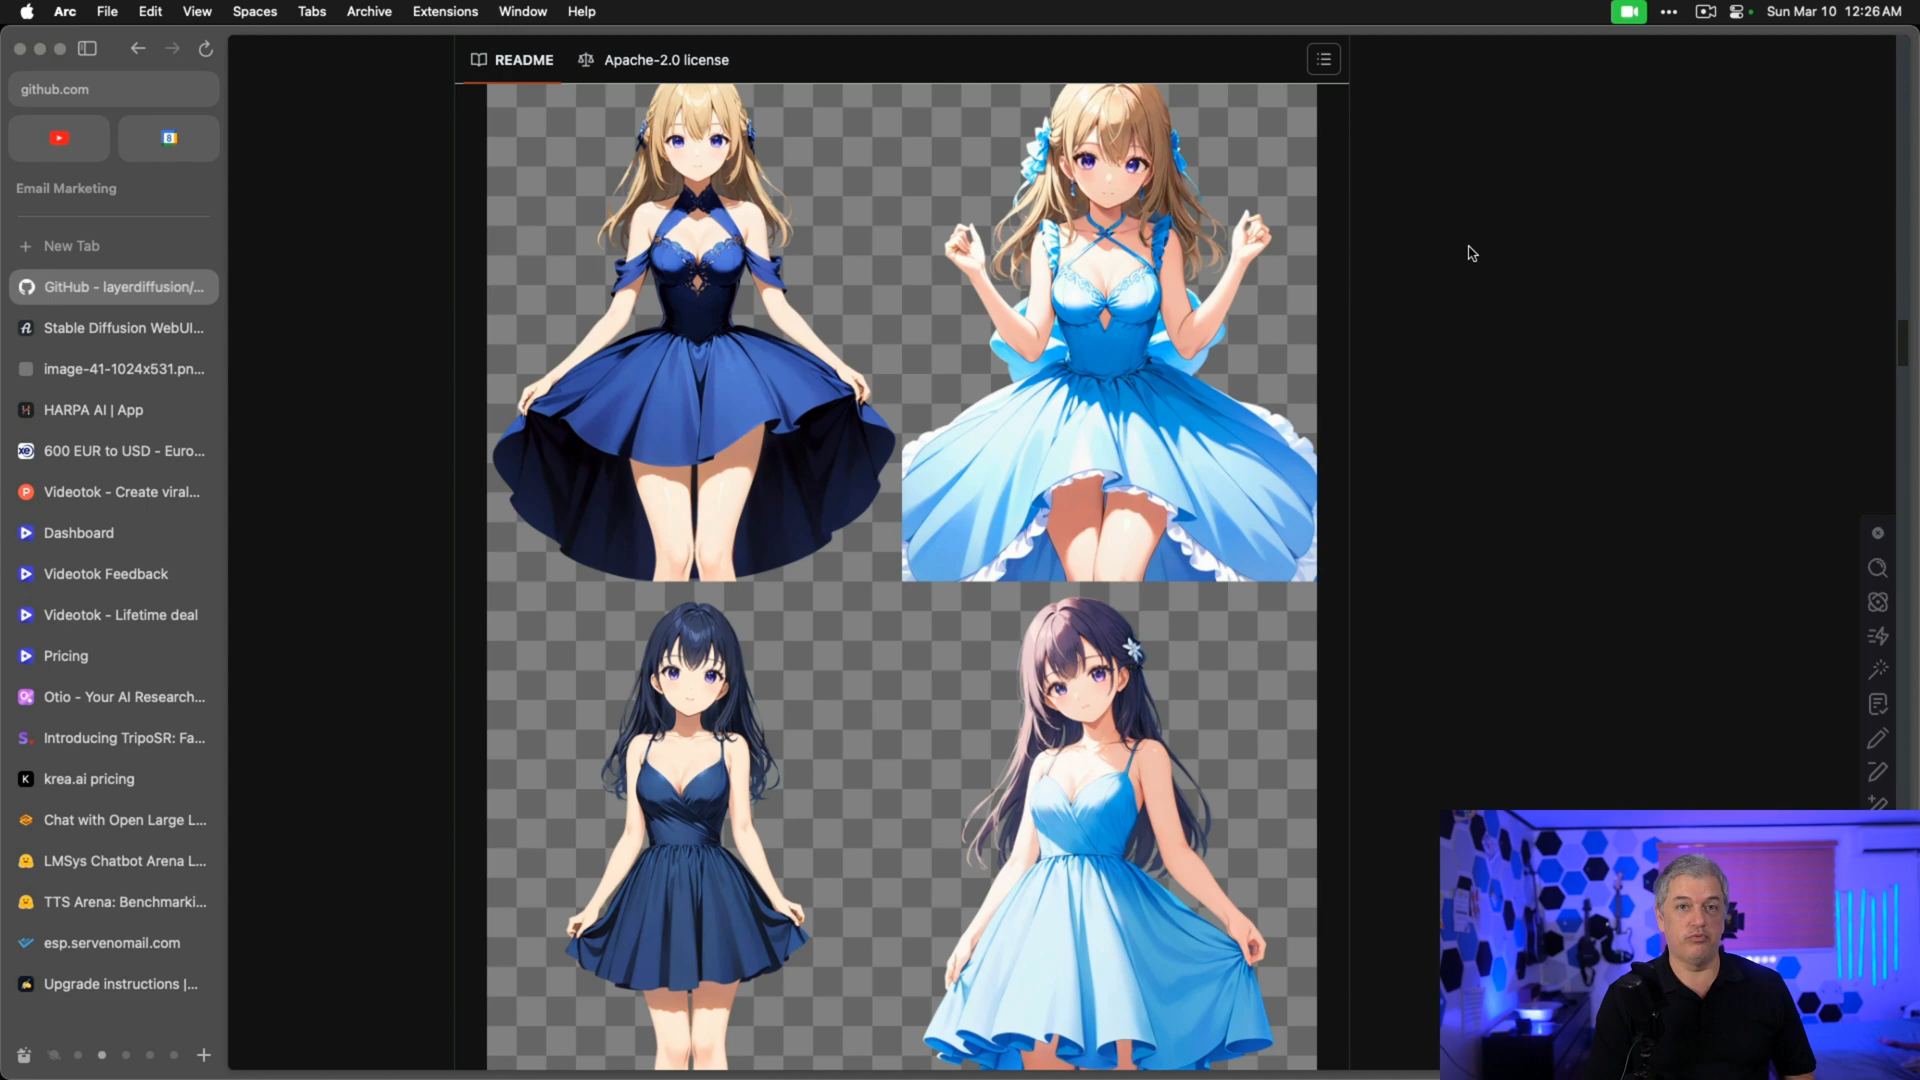 Arc File Edit View Spaces Tabs Archive Extensions Window Help
Sun Mar 10 12:26 AM
github.com
8
Email Marketing
New Tab
GitHub - layerdiffusion/...
Stable Diffusion WebUI...
image-41-1024x531.pn...
HARPA AI | App
600 EUR to USD - Euro...
Videotok - Create viral...
Dashboard
Videotok Feedback
Videotok - Lifetime deal
Pricing
Otio - Your AI Research...
Introducing TripoSR: Fa...
krea.ai pricing
Chat with Open Large L...
LMSys Chatbot Arena L...
TTS Arena: Benchmarki...
esp.servenomail.com
Upgrade instructions |...
README
Apache-2.0 license